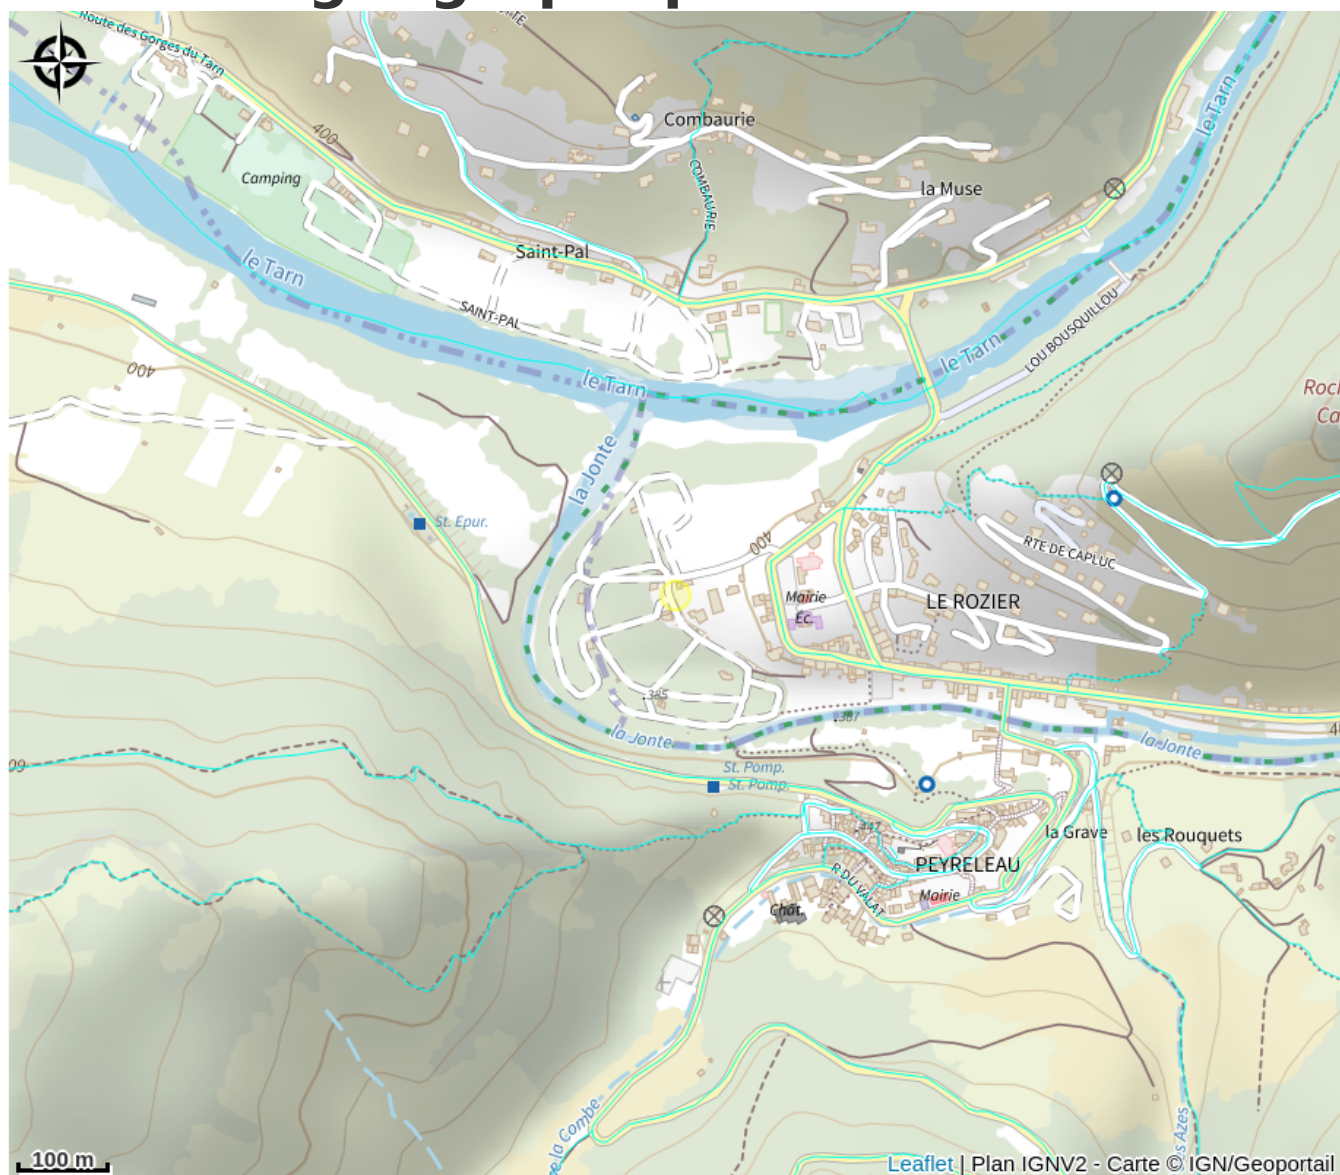 Route des Gorges du Tarn
400
Combaurie
COMBAURIE
le Tarn
Camping
la Muse
Saint-Pal
le Tarn
SAINT-PAL
LOU BOUSQUILLOU
le Tarn
400
le Tarn
Roc
Ca
la Jonte
St. Epur.
400
RTE DE CAPLUC
Mairie
Éc.
LE ROZIER
.385
.387
la Jonte
la Jonte
St. Pomp.
St. Pomp.
.447
la Grave
les Rouquets
PEYRELEAU
R DU VALAT
Mairie
Chât.
e la Combe
s Azes
100 m
Leaflet | Plan IGNV2 - Carte © IGN/Geoportail